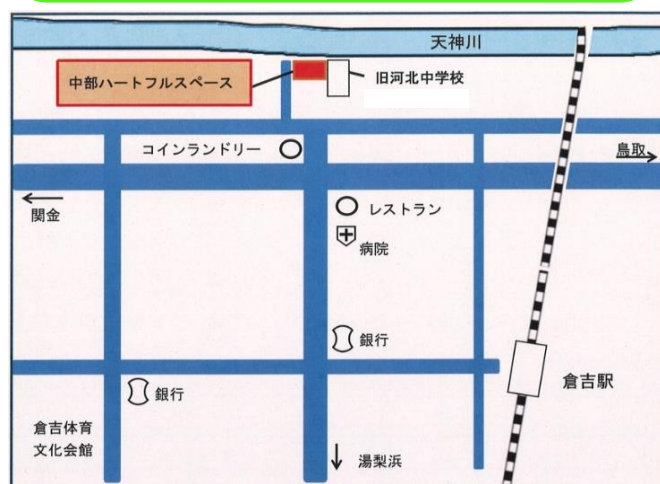 天神川
中部ハートフルスペース
旧河北中学校
コインランドリー
鳥取
関金
レストラン
病院
銀行
倉吉駅
銀行
倉吉体育
文化会館
湯梨浜